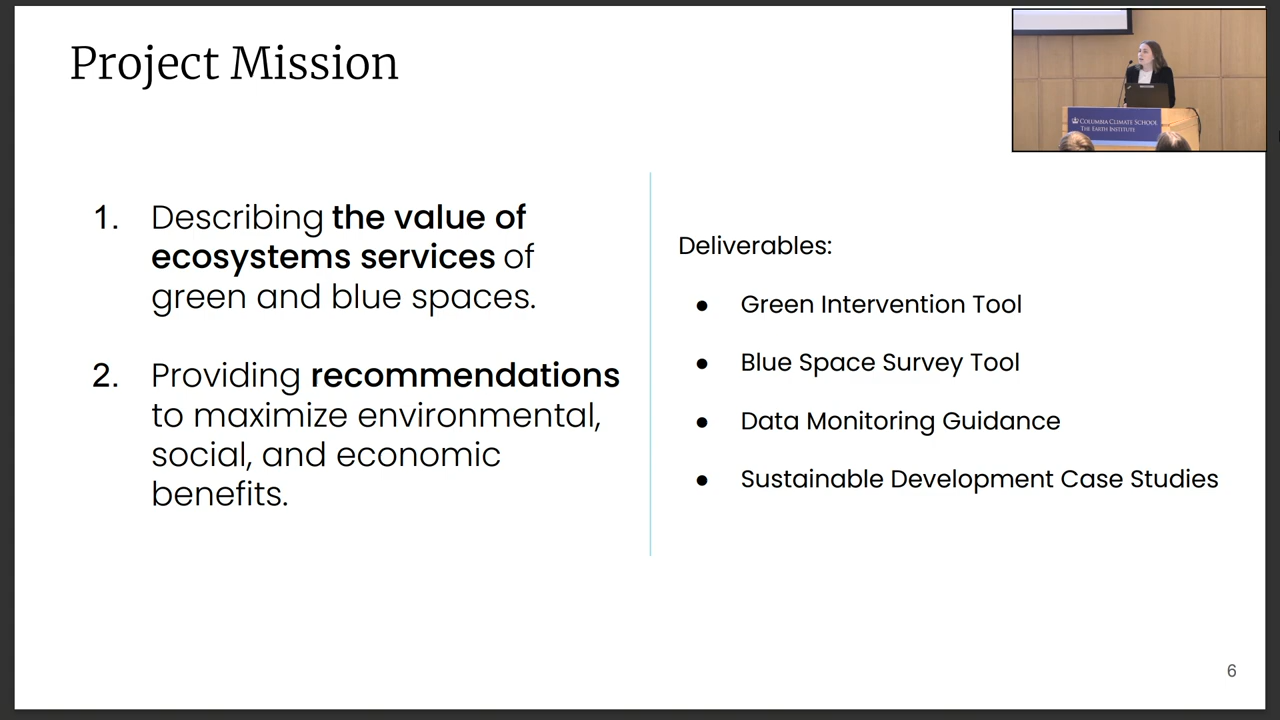 Project Mission
COLUMBIA CLIMATE SCHOOL
THE EARTH INSTITUTE
1. Describing the value of
ecosystems services of
green and blue spaces.
2. Providing recommendations
to maximize environmental,
social, and economic
benefits.
Deliverables:
● Green Intervention Tool
● Blue Space Survey Tool
● Data Monitoring Guidance
● Sustainable Development Case Studies
6